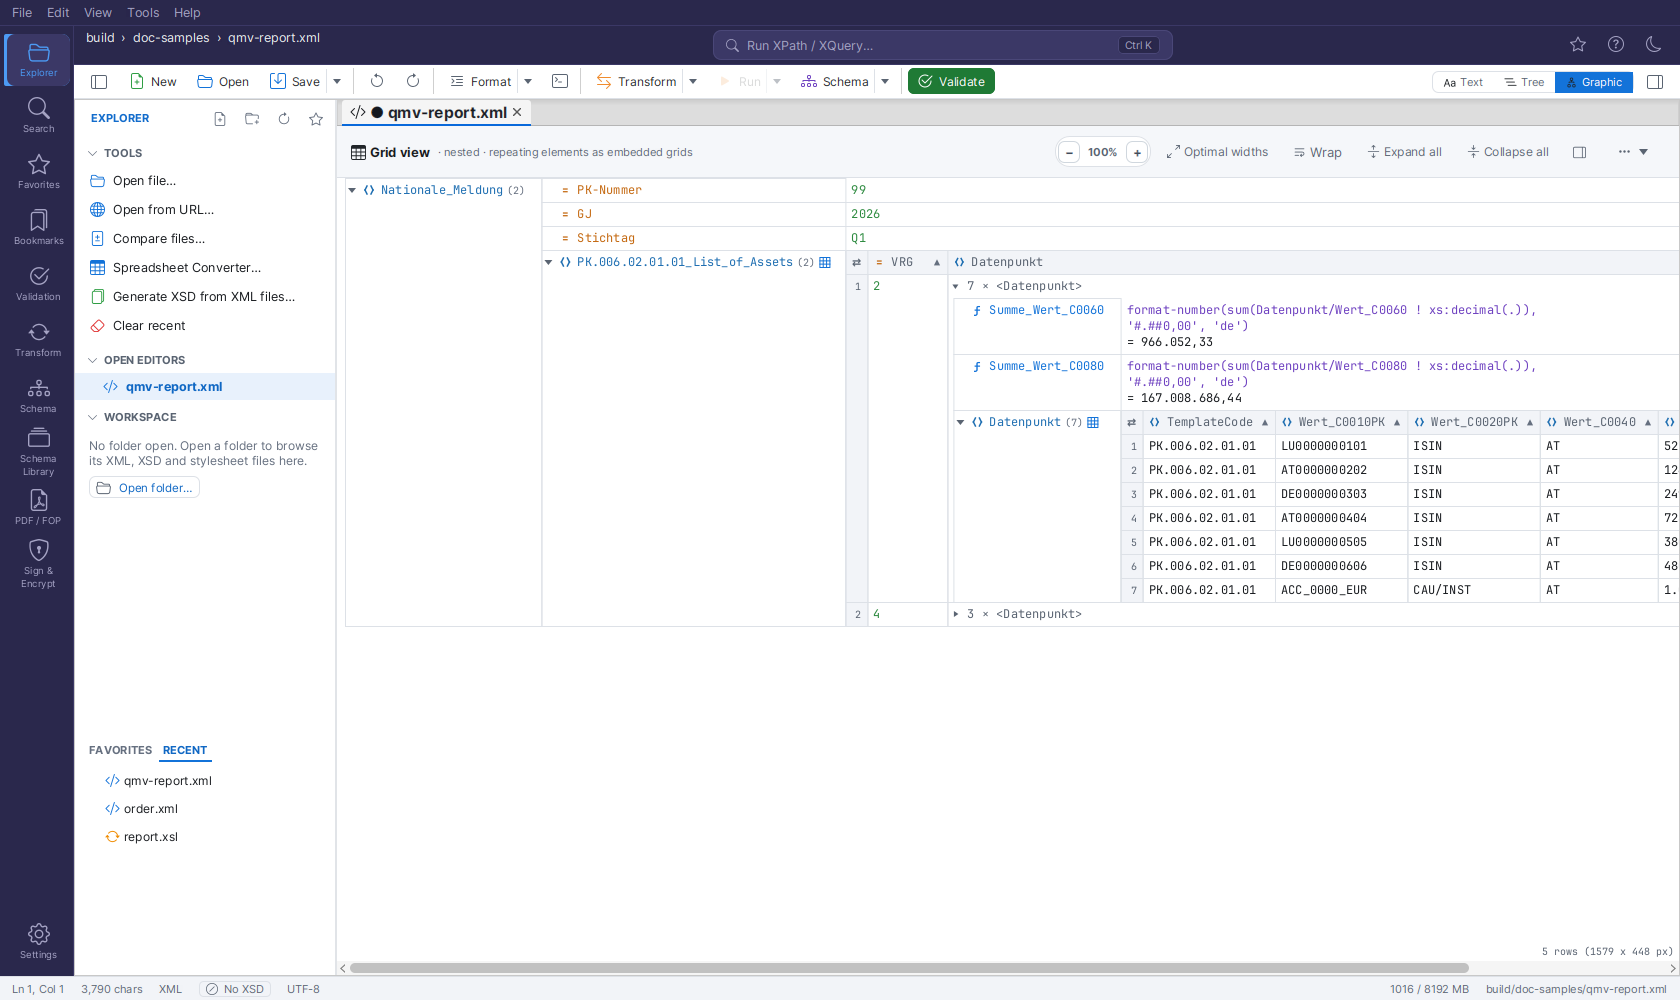 File Edit View Tools Help
build › doc-samples › qmv-report.xml
Run XPath / XQuery... Ctrl K
New Open Save Format Transform Run Schema Validate Aa Text Tree Graphic
Explorer
Search
Favorites
Bookmarks
Validation
Transform
Schema
Schema Library
PDF / FOP
Sign & Encrypt
Settings
EXPLORER
TOOLS
Open file...
Open from URL...
Compare files...
Spreadsheet Converter...
Generate XSD from XML files...
Clear recent
OPEN EDITORS
qmv-report.xml
WORKSPACE
No folder open. Open a folder to browse
its XML, XSD and stylesheet files here.
Open folder...
FAVORITES RECENT
qmv-report.xml
order.xml
report.xsl
● qmv-report.xml ×
Grid view · nested · repeating elements as embedded grids
− 100% + Optimal widths Wrap Expand all Collapse all ···
Nationale_Meldung (2) = PK-Nummer 99
= GJ 2026
= Stichtag Q1
PK.006.02.01.01_List_of_Assets (2) = VRG ▲ Datenpunkt
1 2 7 × <Datenpunkt>
ƒ Summe_Wert_C0060 format-number(sum(Datenpunkt/Wert_C0060 ! xs:decimal(.)),
'#.##0,00', 'de')
= 966.052,33
ƒ Summe_Wert_C0080 format-number(sum(Datenpunkt/Wert_C0080 ! xs:decimal(.)),
'#.##0,00', 'de')
= 167.008.686,44
Datenpunkt (7) TemplateCode ▲ Wert_C0010PK ▲ Wert_C0020PK ▲ Wert_C0040 ▲
1 PK.006.02.01.01 LU0000000101 ISIN AT 52
2 PK.006.02.01.01 AT0000000202 ISIN AT 12
3 PK.006.02.01.01 DE0000000303 ISIN AT 24
4 PK.006.02.01.01 AT0000000404 ISIN AT 72
5 PK.006.02.01.01 LU0000000505 ISIN AT 38
6 PK.006.02.01.01 DE0000000606 ISIN AT 48
7 PK.006.02.01.01 ACC_0000_EUR CAU/INST AT 1.
2 4 3 × <Datenpunkt>
5 rows (1579 x 448 px)
Ln 1, Col 1 3,790 chars XML No XSD UTF-8 1016 / 8192 MB build/doc-samples/qmv-report.xml